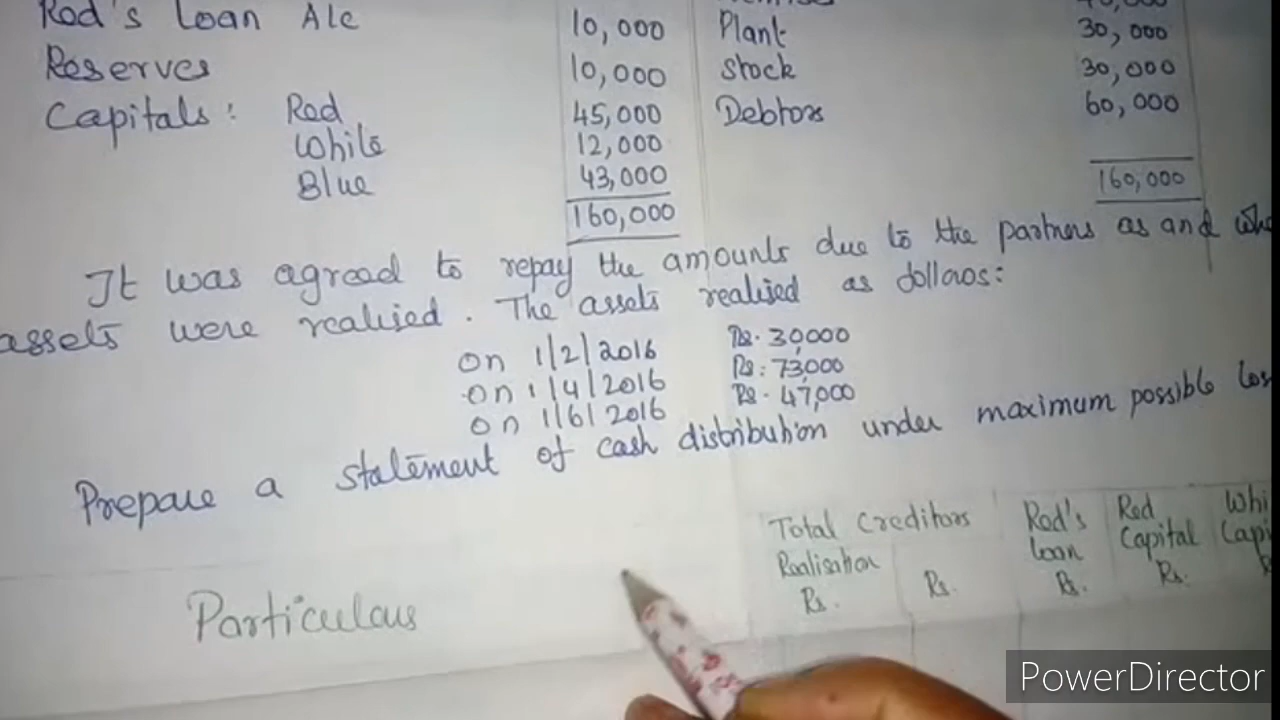 Red's Loan A/c 10,000 Plant 30,000
Reserves 10,000 Stock 30,000
Capitals: Red 45,000 Debtors 60,000
White 12,000
Blue 43,000
160,000 160,000
It was agreed to repay the amounts due to the partners as and
assets were realised. The assets realised as follows:
on 1/2/2016 Rs. 30,000
on 1/4/2016 Rs. 73,000
on 1/6/2016 Rs. 47,000
Prepare a statement of cash distribution under maximum possible
Particulars
Total Realisation Rs.
Creditors Rs.
Red's Loan Rs.
Red Capital Rs.
PowerDirector